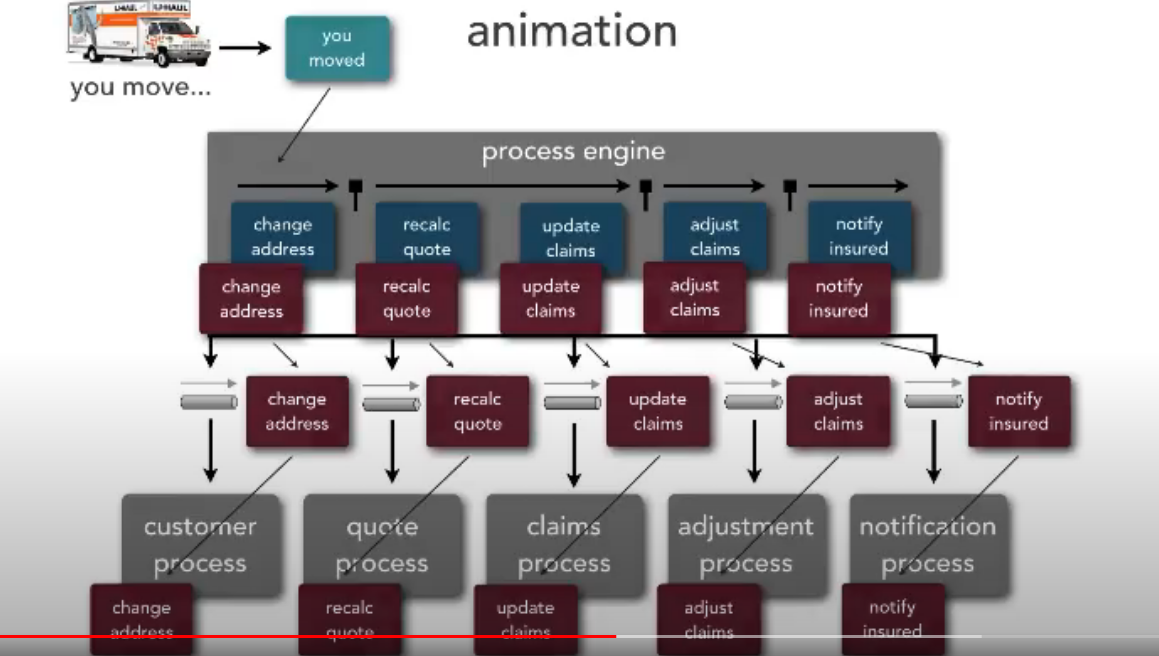 U-HAUL
animation
you
moved
you move...
process engine
change
address
recalc
quote
update
claims
adjust
claims
notify
insured
change
address
recalc
quote
update
claims
adjust
claims
notify
insured
change
address
recalc
quote
update
claims
adjust
claims
notify
insured
customer
process
quote
process
claims
process
adjustment
process
notification
process
change
address
recalc
quote
update
claims
adjust
claims
notify
insured